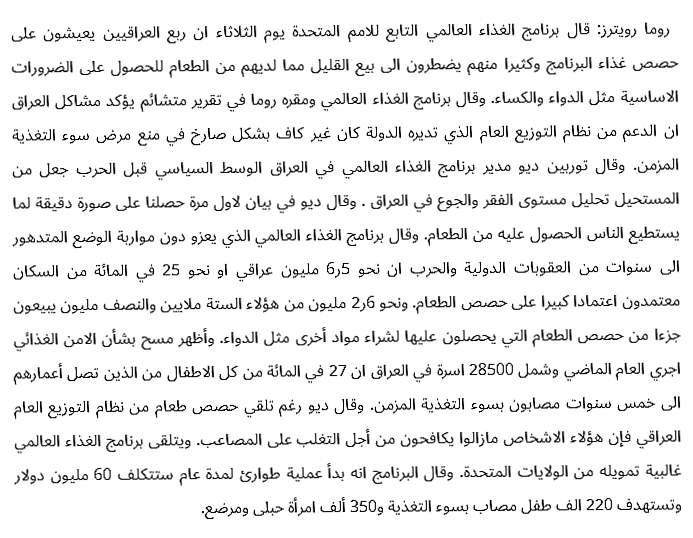 روما رويترز: قال برنامج الغذاء العالمي التابع للامم المتحدة يوم الثلاثاء ان ربع العراقيين يعيشون على
حصص غذاء البرنامج وكثيرا منهم يضطرون الى بيع القليل مما لديهم من الطعام للحصول على الضرورات
الاساسية مثل الدواء والكساء. وقال برنامج الغذاء العالمي ومقره روما في تقرير متشائم يؤكد مشاكل العراق
ان الدعم من نظام التوزيع العام الذي تديره الدولة كان غير كاف بشكل صارخ في منع مرض سوء التغذية
المزمن. وقال توربين ديو مدير برنامج الغذاء العالمي في العراق الوسط السياسي قبل الحرب جعل من
المستحيل تحليل مستوى الفقر والجوع في العراق . وقال ديو في بيان لاول مرة حصلنا على صورة دقيقة لما
يستطيع الناس الحصول عليه من الطعام. وقال برنامج الغذاء العالمي الذي يعزو دون مواربة الوضع المتدهور
الى سنوات من العقوبات الدولية والحرب ان نحو 5ر6 مليون عراقي او نحو 25 في المائة من السكان
معتمدون اعتمادا كبيرا على حصص الطعام. ونحو 6ر2 مليون من هؤلاء الستة ملايين والنصف مليون يبيعون
جزءا من حصص الطعام التي يحصلون عليها لشراء مواد أخرى مثل الدواء. وأظهر مسح بشأن الامن الغذائي
اجري العام الماضي وشمل 28500 اسرة في العراق ان 27 في المائة من كل الاطفال من الذين تصل أعمارهم
الى خمس سنوات مصابون بسوء التغذية المزمن. وقال ديو رغم تلقي حصص طعام من نظام التوزيع العام
العراقي فإن هؤلاء الاشخاص مازالوا يكافحون من أجل التغلب على المصاعب. ويتلقى برنامج الغذاء العالمي
غالبية تمويله من الولايات المتحدة. وقال البرنامج انه بدأ عملية طوارئ لمدة عام ستتكلف 60 مليون دولار
وتستهدف 220 الف طفل مصاب بسوء التغذية و350 ألف امرأة حبلى ومرضع.